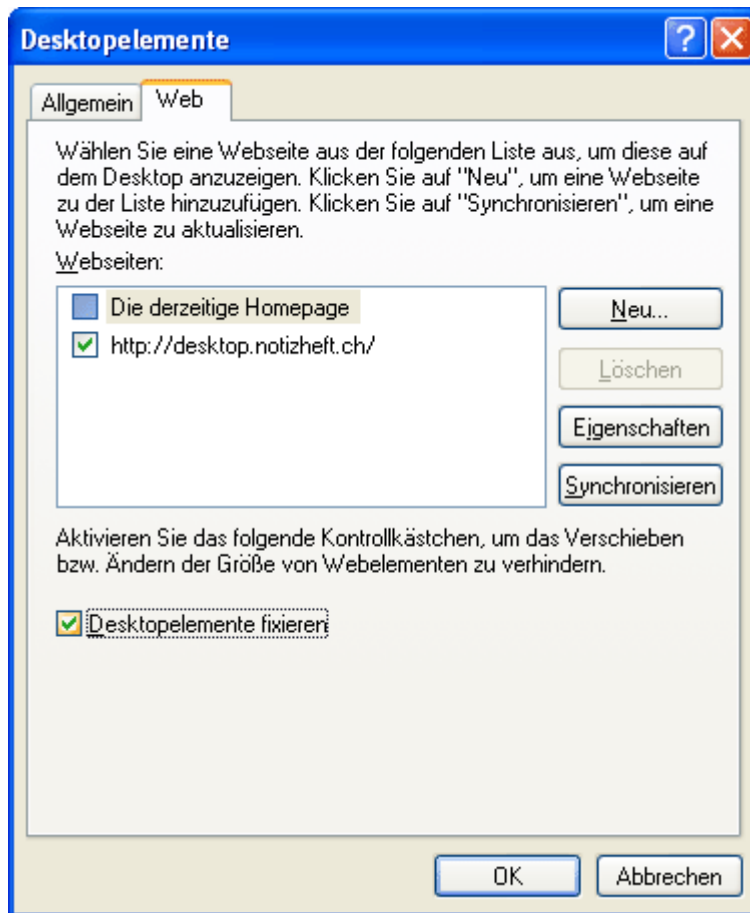 Desktopelemente
Allgemein
Web
Wählen Sie eine Webseite aus der folgenden Liste aus, um diese auf
dem Desktop anzuzeigen. Klicken Sie auf "Neu", um eine Webseite
zu der Liste hinzuzufügen. Klicken Sie auf "Synchronisieren", um eine
Webseite zu aktualisieren.
Webseiten:
Die derzeitige Homepage
http://desktop.notizheft.ch/
Neu...
Löschen
Eigenschaften
Synchronisieren
Aktivieren Sie das folgende Kontrollkästchen, um das Verschieben
bzw. Ändern der Größe von Webelementen zu verhindern.
Desktopelemente fixieren
OK
Abbrechen